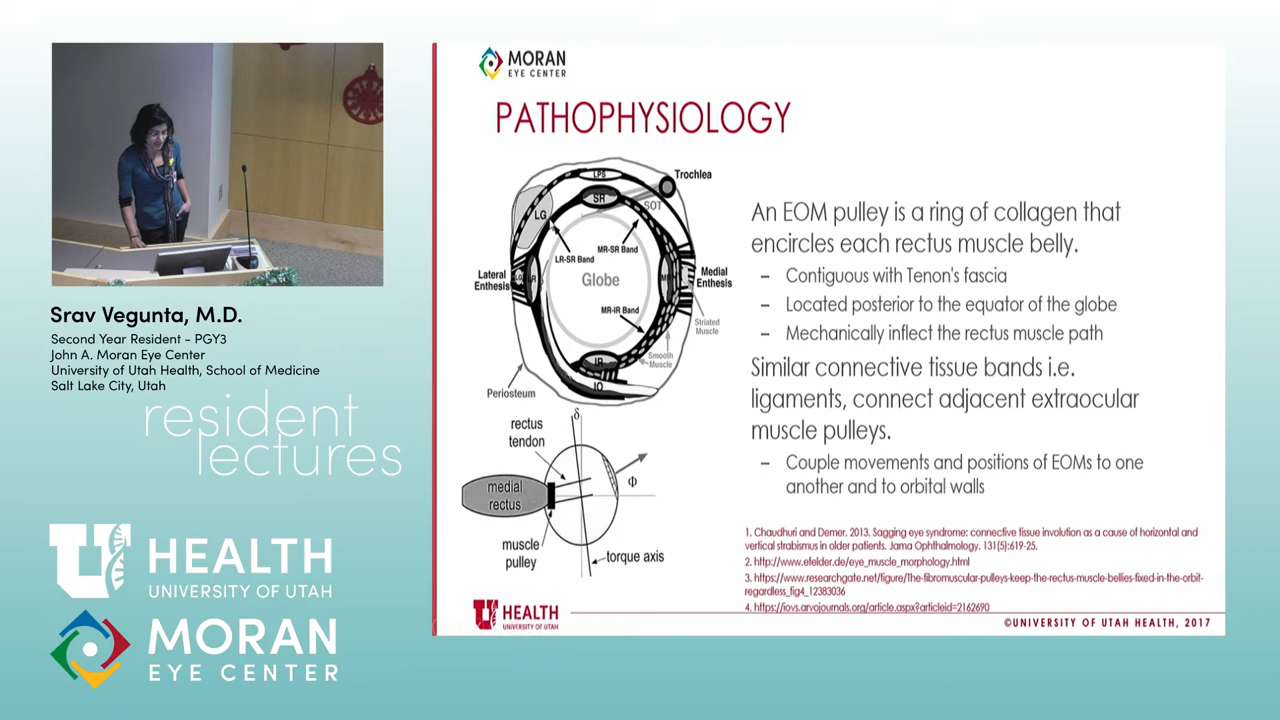 Srav Vegunta, M.D.
Second Year Resident - PGY3
John A. Moran Eye Center
University of Utah Health, School of Medicine
Salt Lake City, Utah
resident
lectures
U
HEALTH
UNIVERSITY OF UTAH
MORAN
EYE CENTER
MORAN
EYE CENTER
PATHOPHYSIOLOGY
LPS
Trochlea
SR
SOT
LG
MR-SR Band
LR-SR Band
Lateral
Enthesis
Globe
Medial
Enthesis
MR-IR Band
Striated
Muscle
Smooth
Muscle
IR
IO
Periosteum
δ
rectus
tendon
medial
rectus
Φ
muscle
pulley
torque axis
An EOM pulley is a ring of collagen that
encircles each rectus muscle belly.
– Contiguous with Tenon's fascia
– Located posterior to the equator of the globe
– Mechanically inflect the rectus muscle path
Similar connective tissue bands i.e.
ligaments, connect adjacent extraocular
muscle pulleys.
– Couple movements and positions of EOMs to one
another and to orbital walls
1. Chaudhuri and Demer. 2013. Sagging eye syndrome: connective tissue involution as a cause of horizontal and
vertical strabismus in older patients. Jama Ophthalmology. 131(5):619-25.
2. http://www.efelder.de/eye_muscle_morphology.html
3. https://www.researchgate.net/figure/The-fibromuscular-pulleys-keep-the-rectus-muscle-bellies-fixed-in-the-orbit-
regardless_fig4_12383036
4. https://iovs.arvojournals.org/article.aspx?articleid=2162690
U HEALTH
UNIVERSITY OF UTAH
©UNIVERSITY OF UTAH HEALTH, 2017